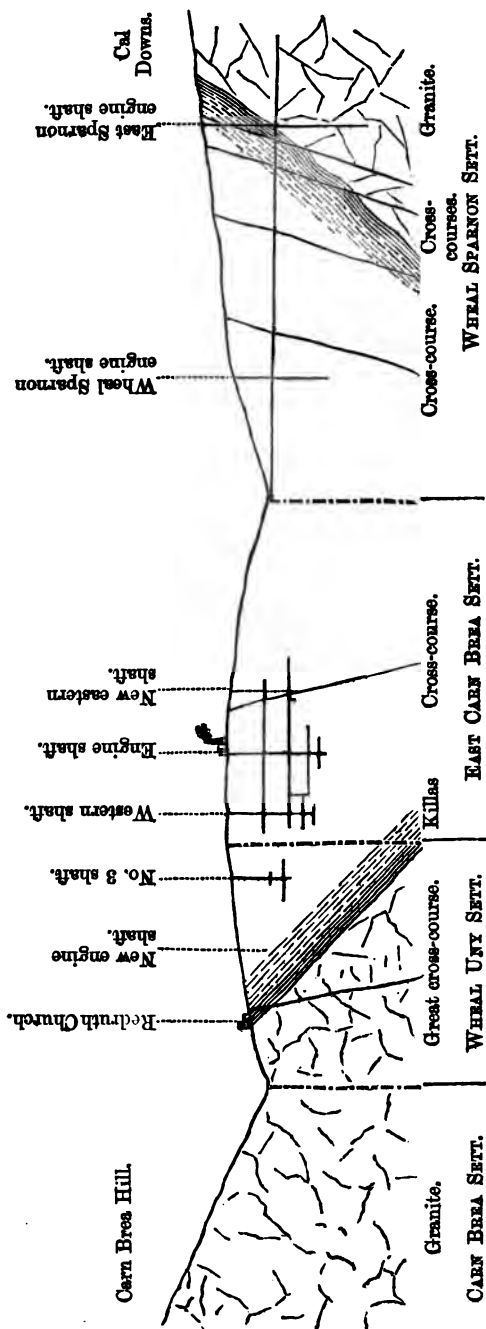 Carn Brea Hill.
Redruth Church.
New engine
shaft.
No. 3 shaft.
Western shaft.
Engine shaft.
New eastern
shaft.
Wheal Sparnon
engine shaft.
East Sparnon
engine shaft.
Cal
Downs.
Granite.
Great cross-course.
Killas
Cross-course.
Cross-course.
Cross-
courses.
Granite.
CARN BREA SETT.
WHEAL UNY SETT.
EAST CARN BREA SETT.
WHEAL SPARNON SETT.